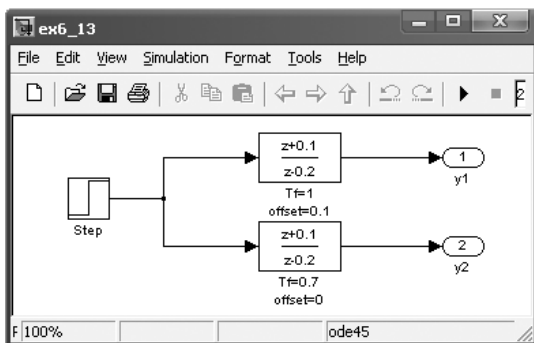 ex6_13
File Edit View Simulation Format Tools Help
2
z+0.1
z-0.2
Tf=1
offset=0.1
1
y1
Step
z+0.1
z-0.2
Tf=0.7
offset=0
2
y2
F 100% ode45